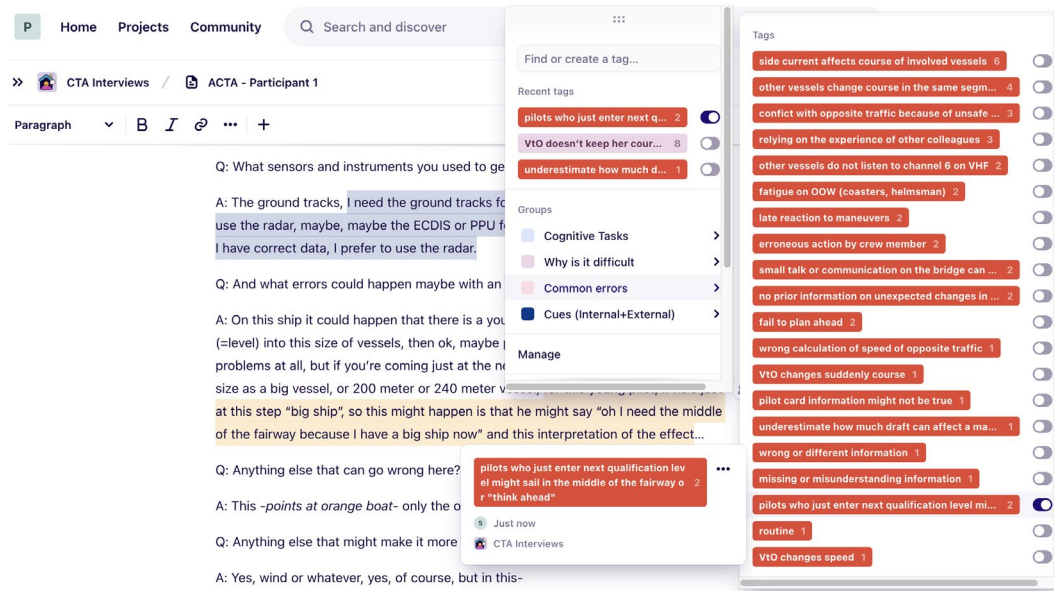 P
Home Projects Community
Search and discover
CTA Interviews / ACTA - Participant 1
Paragraph B I
Q: What sensors and instruments you used to ge
A: The ground tracks, I need the ground tracks fo
use the radar, maybe, maybe the ECDIS or PPU f
I have correct data, I prefer to use the radar.
Q: And what errors could happen maybe with an
A: On this ship it could happen that there is a you
(=level) into this size of vessels, then ok, maybe
problems at all, but if you're coming just at the ne
size as a big vessel, or 200 meter or 240 meter
at this step “big ship”, so this might happen is that he might say “oh I need the middle
of the fairway because I have a big ship now” and this interpretation of the effect...
Q: Anything else that can go wrong here?
A: This -points at orange boat- only the o
Q: Anything else that might make it more
A: Yes, wind or whatever, yes, of course, but in this-
Find or create a tag...
Recent tags
pilots who just enter next q... 2
VtO doesn't keep her cour... 8
underestimate how much d... 1
Groups
Cognitive Tasks
Why is it difficult
Common errors
Cues (Internal+External)
Manage
pilots who just enter next qualification lev
el might sail in the middle of the fairway o 2
r "think ahead"
S Just now
CTA Interviews
Tags
side current affects course of involved vessels 6
other vessels change course in the same segm... 4
confict with opposite traffic because of unsafe ... 3
relying on the experience of other colleagues 3
other vessels do not listen to channel 6 on VHF 2
fatigue on OOW (coasters, helmsman) 2
late reaction to maneuvers 2
erroneous action by crew member 2
small talk or communication on the bridge can ... 2
no prior information on unexpected changes in ... 2
fail to plan ahead 2
wrong calculation of speed of opposite traffic 1
VtO changes suddenly course 1
pilot card information might not be true 1
underestimate how much draft can affect a ma... 1
wrong or different information 1
missing or misunderstanding information 1
pilots who just enter next qualification level mi... 2
routine 1
VtO changes speed 1